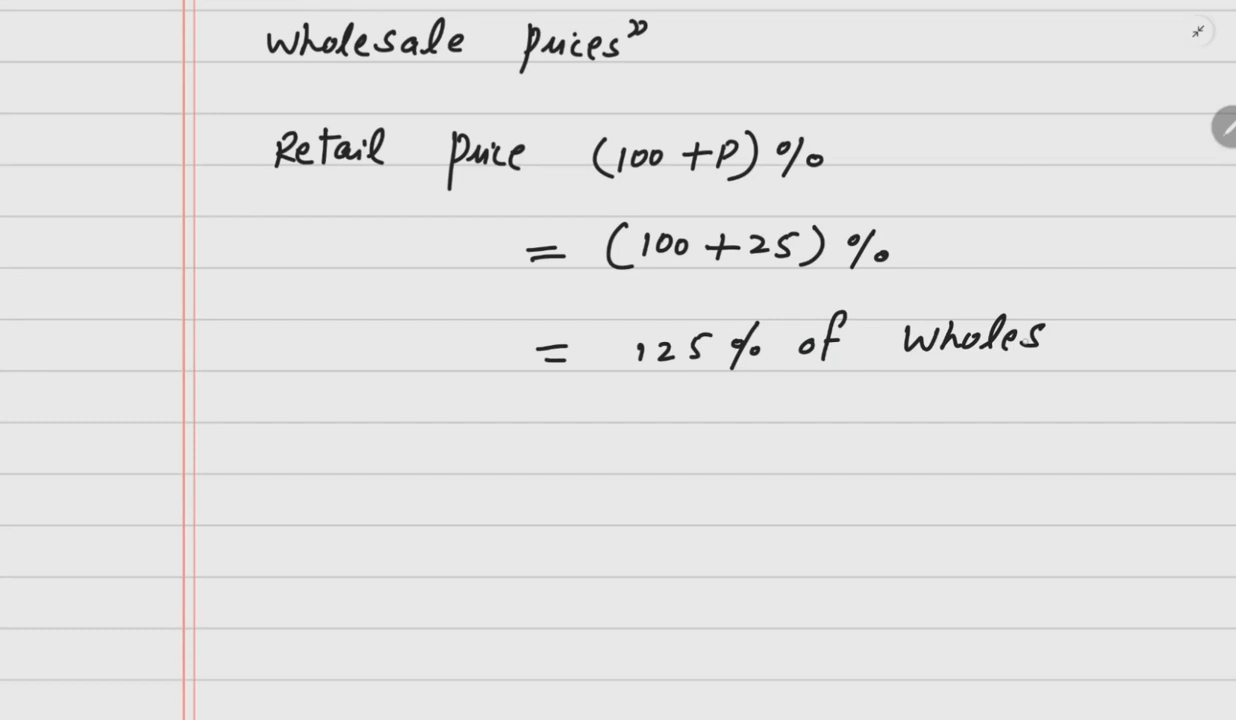 Wholesale Prices”
Retail Price (100 + P) %
= (100 + 25) %
= 125 % of wholes